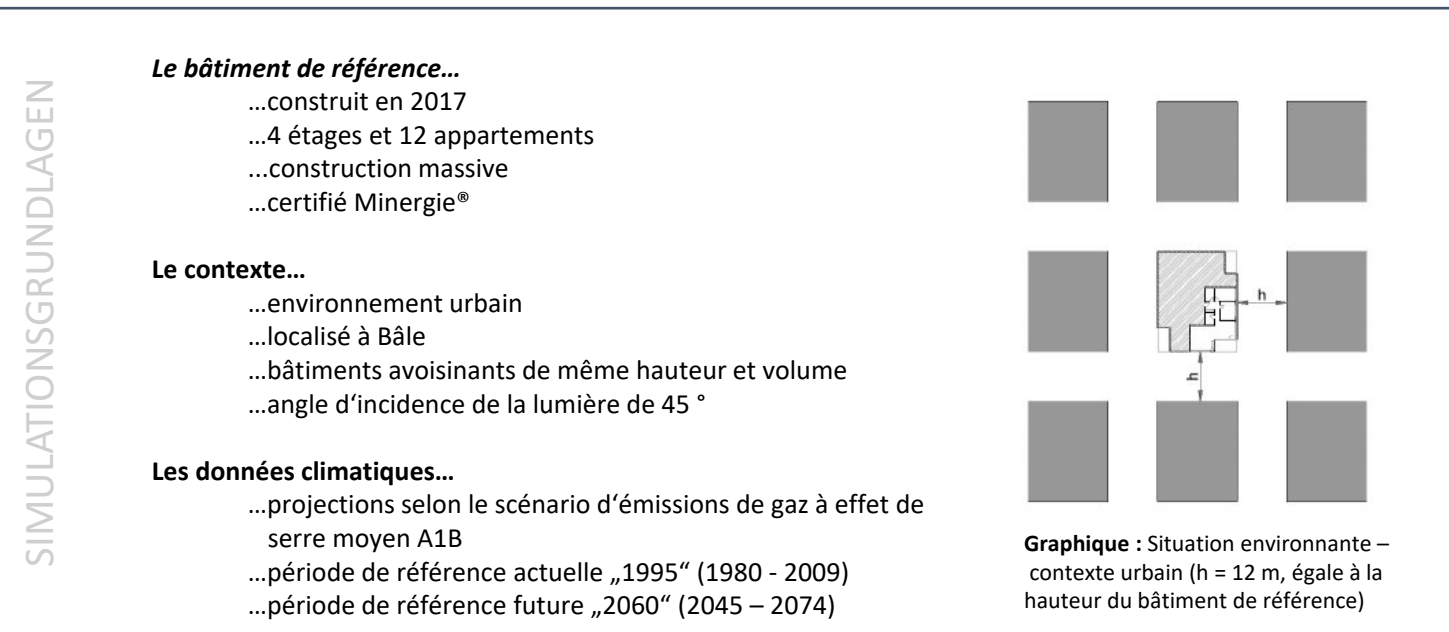 SIMULATIONSGRUNDLAGEN
Le bâtiment de référence…
…construit en 2017
…4 étages et 12 appartements
...construction massive
…certifié Minergie®
Le contexte…
…environnement urbain
…localisé à Bâle
…bâtiments avoisinants de même hauteur et volume
…angle d‘incidence de la lumière de 45 °
Les données climatiques…
…projections selon le scénario d‘émissions de gaz à effet de
serre moyen A1B
…période de référence actuelle „1995“ (1980 - 2009)
…période de référence future „2060“ (2045 – 2074)
h
h
Graphique : Situation environnante –
contexte urbain (h = 12 m, égale à la
hauteur du bâtiment de référence)